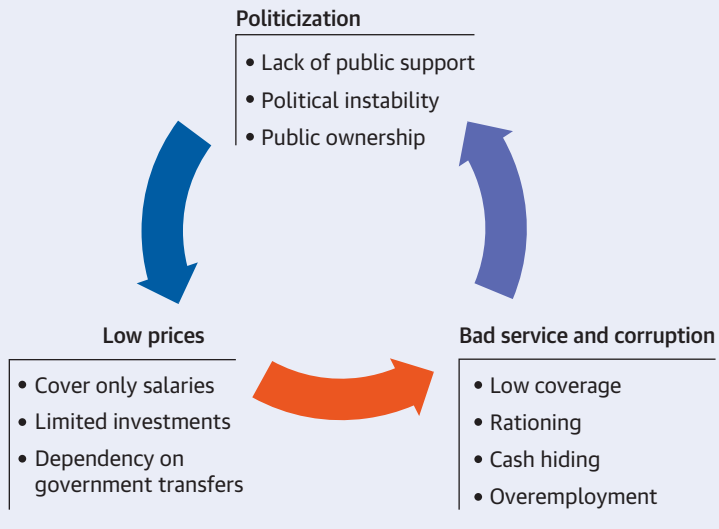 Politicization
• Lack of public support
• Political instability
• Public ownership
Low prices
• Cover only salaries
• Limited investments
• Dependency on
government transfers
Bad service and corruption
• Low coverage
• Rationing
• Cash hiding
• Overemployment